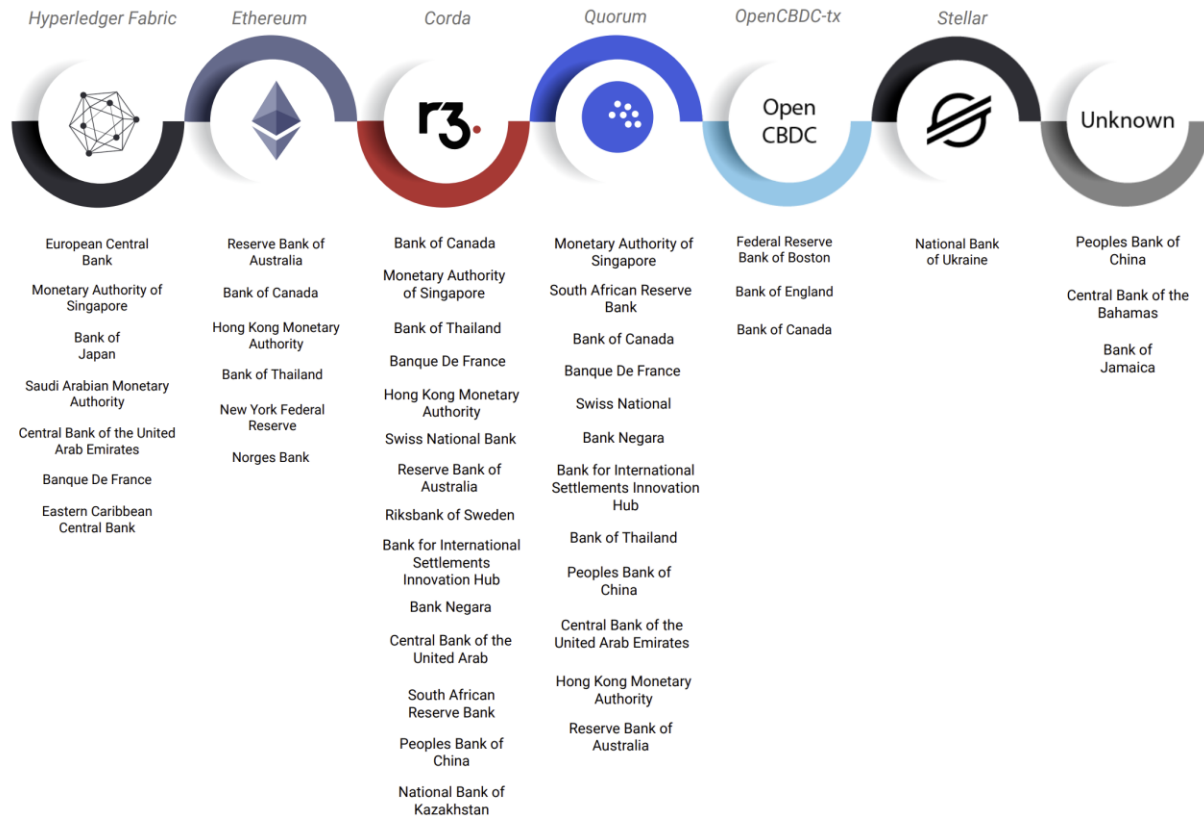 Hyperledger Fabric
Ethereum
Corda
Quorum
OpenCBDC-tx
Stellar
r3.
Open
CBDC
Unknown
European Central
Bank
Monetary Authority of
Singapore
Bank of
Japan
Saudi Arabian Monetary
Authority
Central Bank of the United
Arab Emirates
Banque De France
Eastern Caribbean
Central Bank
Reserve Bank of
Australia
Bank of Canada
Hong Kong Monetary
Authority
Bank of Thailand
New York Federal
Reserve
Norges Bank
Bank of Canada
Monetary Authority
of Singapore
Bank of Thailand
Banque De France
Hong Kong Monetary
Authority
Swiss National Bank
Reserve Bank of
Australia
Riksbank of Sweden
Bank for International
Settlements
Innovation Hub
Bank Negara
Central Bank of the
United Arab
South African
Reserve Bank
Peoples Bank of
China
National Bank of
Kazakhstan
Monetary Authority of
Singapore
South African Reserve
Bank
Bank of Canada
Banque De France
Swiss National
Bank Negara
Bank for International
Settlements Innovation
Hub
Bank of Thailand
Peoples Bank of
China
Central Bank of the
United Arab Emirates
Hong Kong Monetary
Authority
Reserve Bank of
Australia
Federal Reserve
Bank of Boston
Bank of England
Bank of Canada
National Bank
of Ukraine
Peoples Bank of
China
Central Bank of the
Bahamas
Bank of
Jamaica